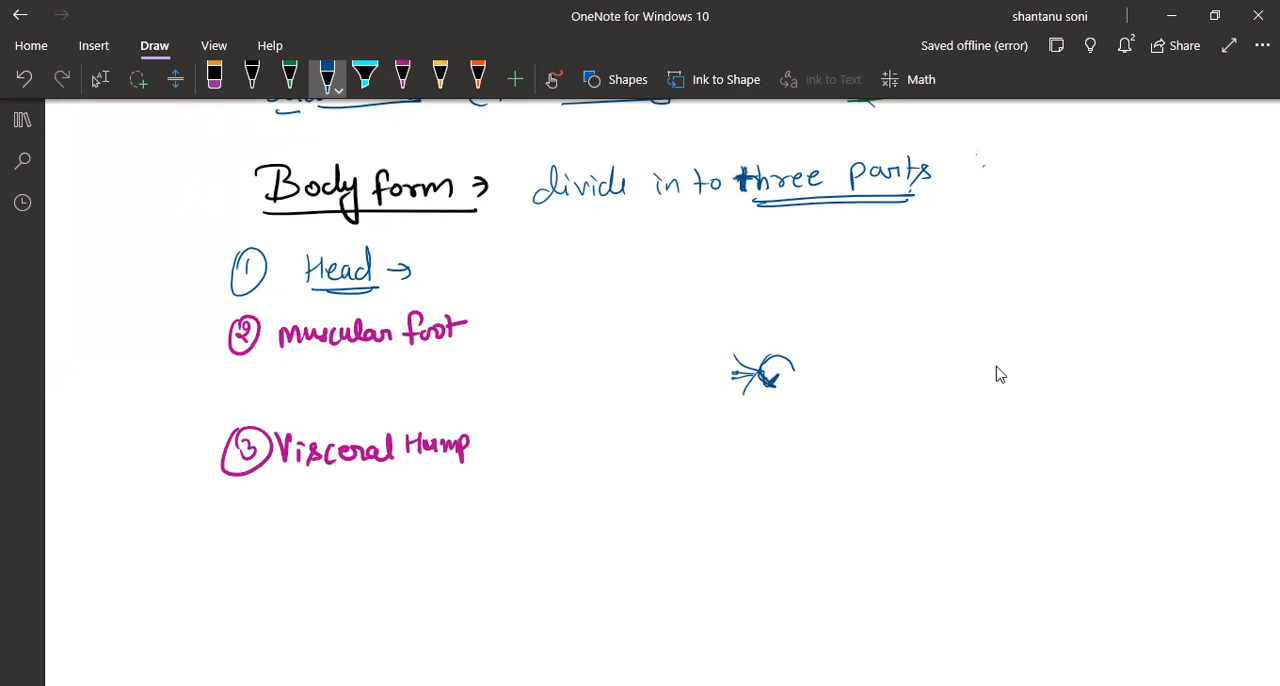 OneNote for Windows 10
shantanu soni
Home Insert Draw View Help
Saved offline (error) Share
Shapes Ink to Shape Ink to Text Math
Body form → divide in to three parts
① Head →
② Muscular foot
③ Visceral Hump